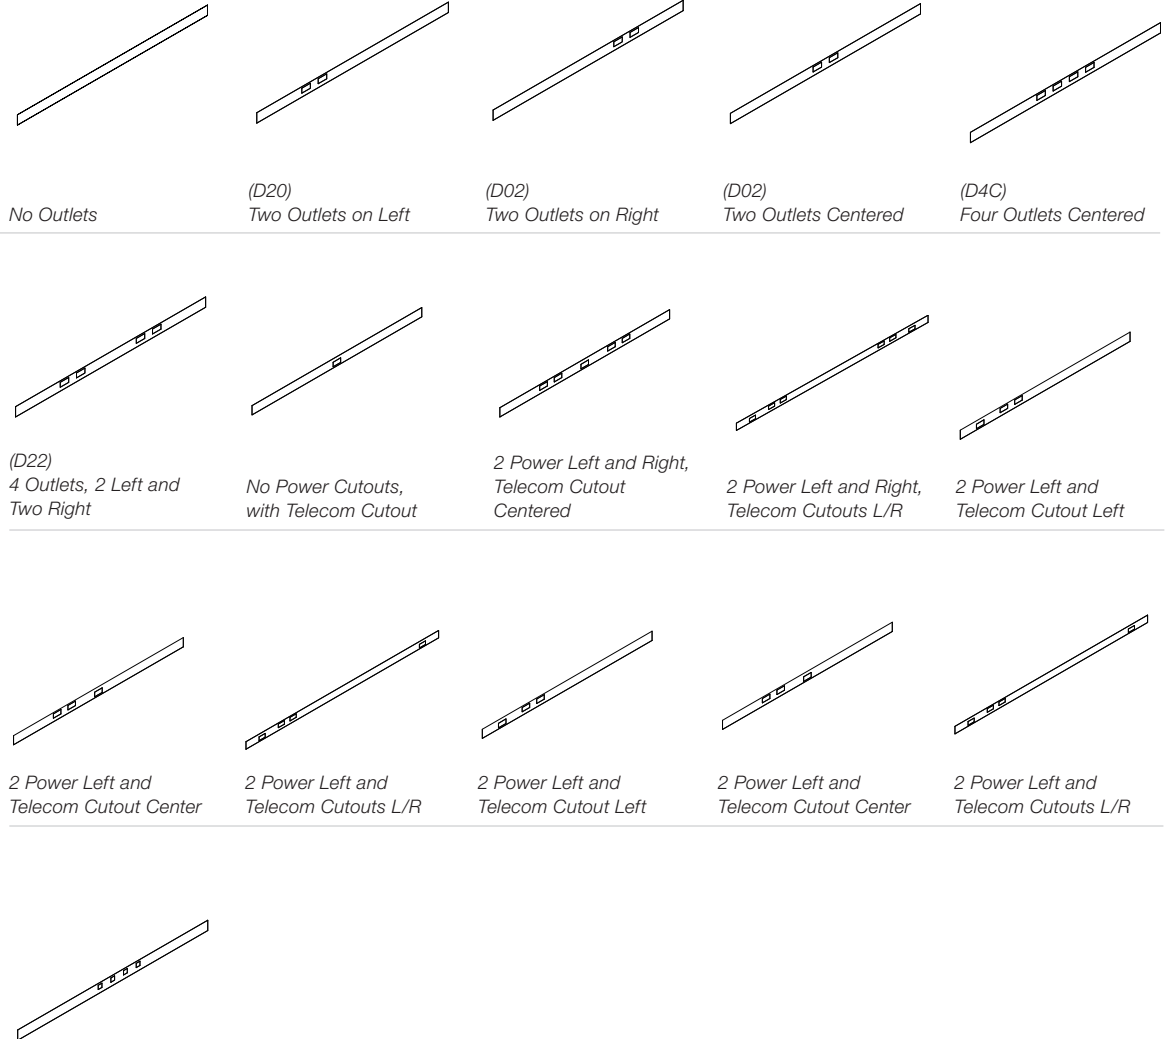 No Outlets
(D20)
Two Outlets on Left
(D02)
Two Outlets on Right
(D02)
Two Outlets Centered
(D4C)
Four Outlets Centered
(D22)
4 Outlets, 2 Left and
Two Right
No Power Cutouts,
with Telecom Cutout
2 Power Left and Right,
Telecom Cutout
Centered
2 Power Left and Right,
Telecom Cutouts L/R
2 Power Left and
Telecom Cutout Left
2 Power Left and
Telecom Cutout Center
2 Power Left and
Telecom Cutouts L/R
2 Power Left and
Telecom Cutout Left
2 Power Left and
Telecom Cutout Center
2 Power Left and
Telecom Cutouts L/R